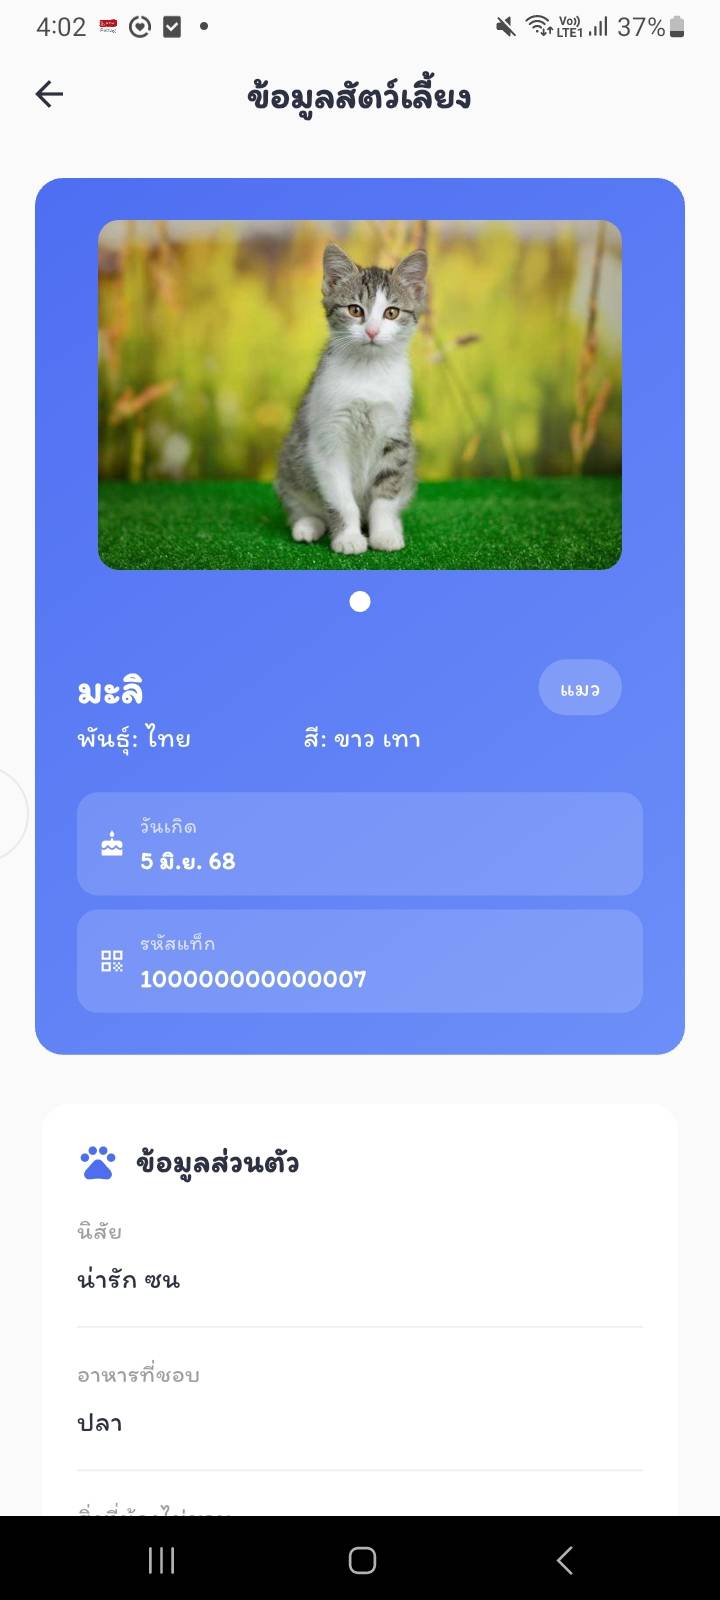 4:02
Vo)) LTE1 37%
ข้อมูลสัตว์เลี้ยง
มะลิ
แมว
พันธุ์: ไทย สี: ขาว เทา
วันเกิด
5 มิ.ย. 68
รหัสแท็ก
100000000000007
ข้อมูลส่วนตัว
นิสัย
น่ารัก ซน
อาหารที่ชอบ
ปลา